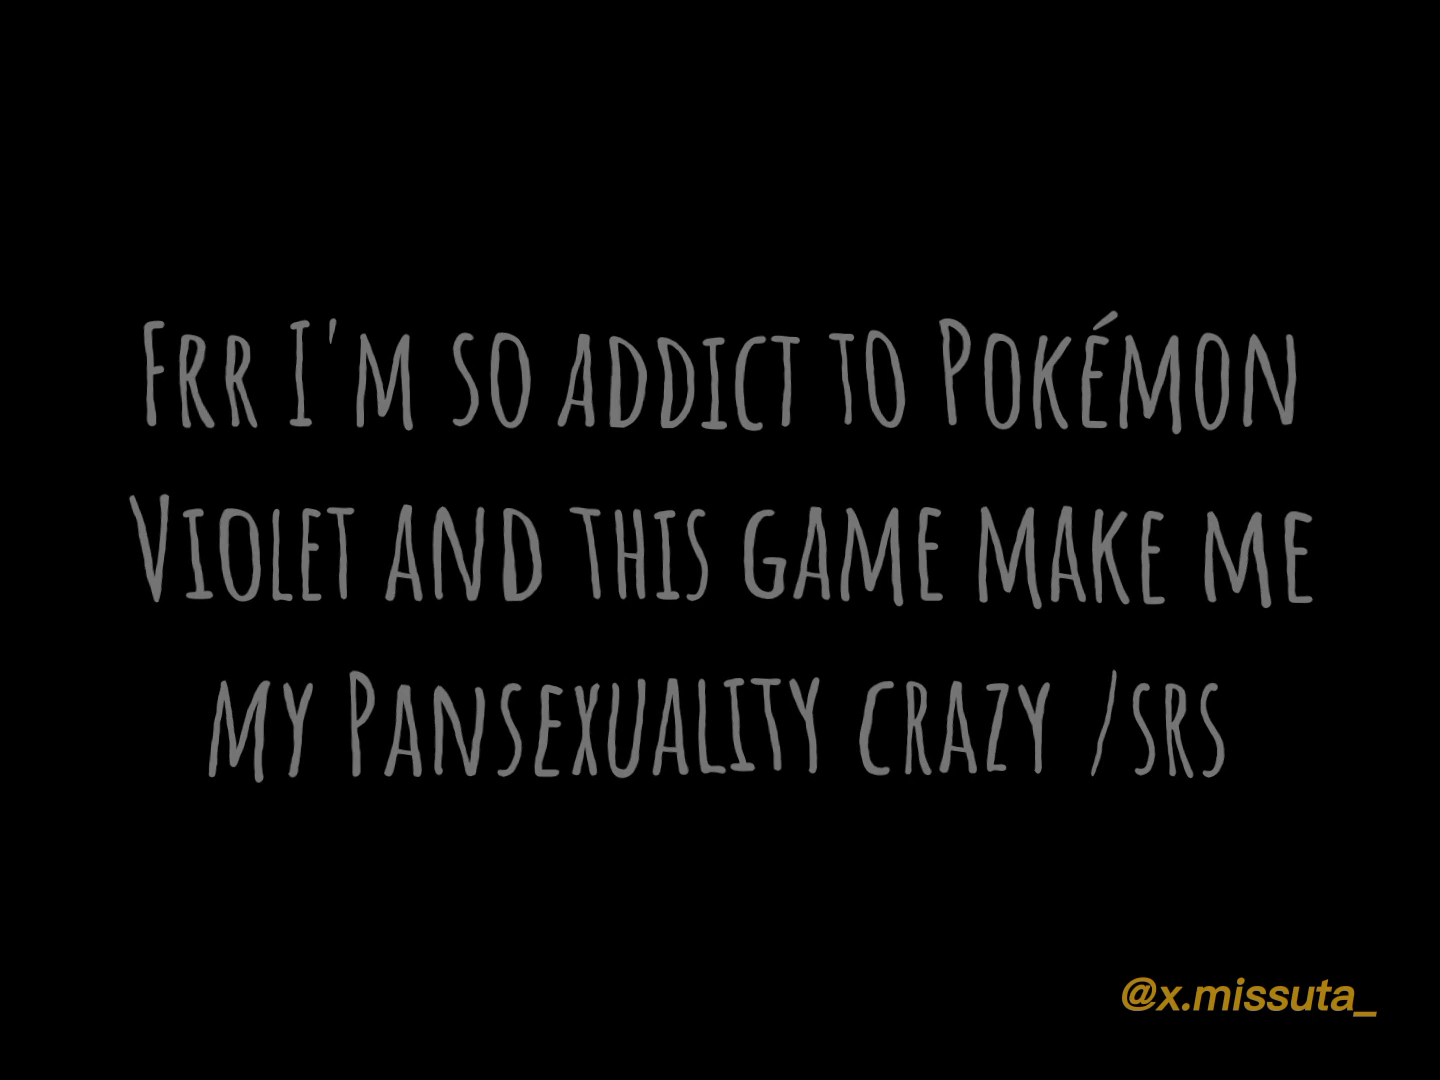 Frr I'm so addict to Pokémon
Violet and this game make me
my Pansexuality crazy /srs
@x.missuta_